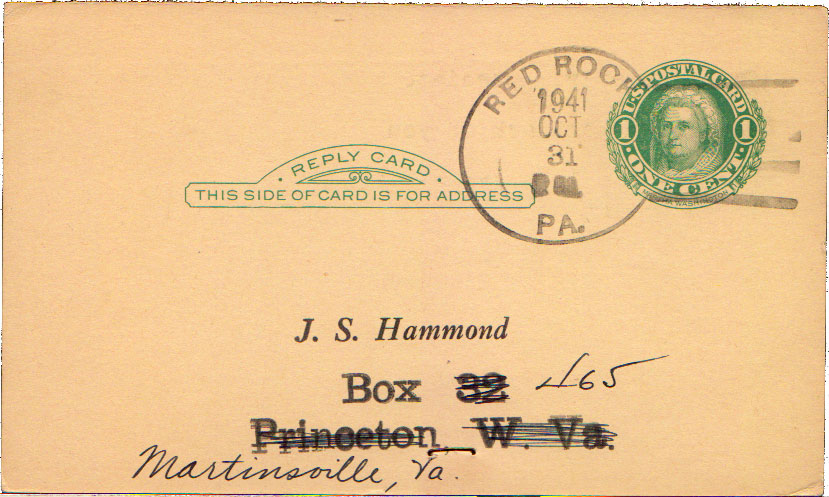 RED ROCK
1941
OCT
31
PA.
U.S. POSTAL CARD
1 1
ONE CENT
WASHINGTON
REPLY CARD
THIS SIDE OF CARD IS FOR ADDRESS
J. S. Hammond
Box 32 465
Princeton, W. Va.
Martinsville, Va.